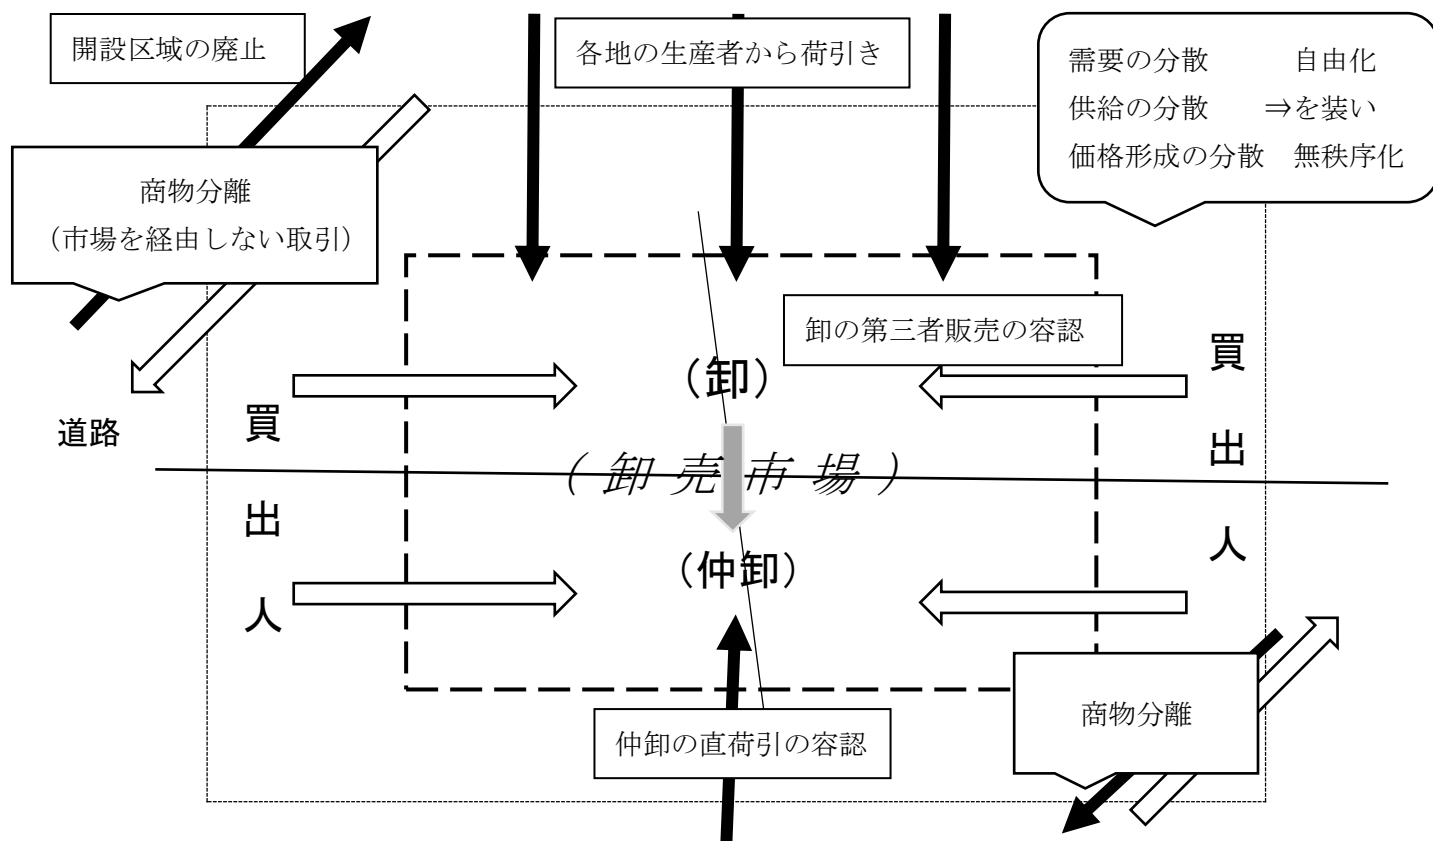 開設区域の廃止
各地の生産者から荷引き
需要の分散 自由化
供給の分散 ⇒を装い
価格形成の分散 無秩序化
商物分離
（市場を経由しない取引）
卸の第三者販売の容認
（卸）
買出人
道路
買出人
（卸売市場）
（仲卸）
仲卸の直荷引の容認
商物分離